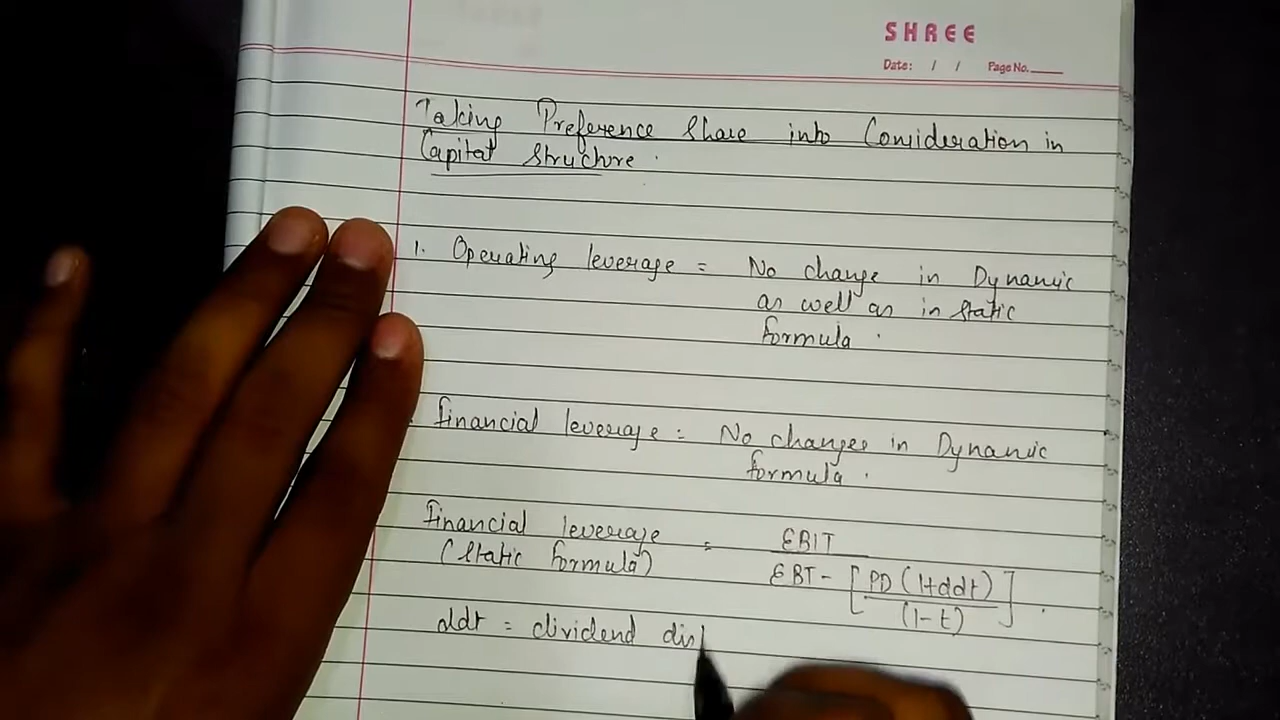 SHREE
Date: / / Page No.
Taking Preference Share into Consideration in
Capital Structure.
1. Operating leverage = No change in Dynamic
as well as in static
formula.
Financial leverage = No changes in Dynamic
formula.
Financial leverage = EBIT
(Static formula) EBT - [PD (1+ddt)]
(1-t)
ddt = dividend dis